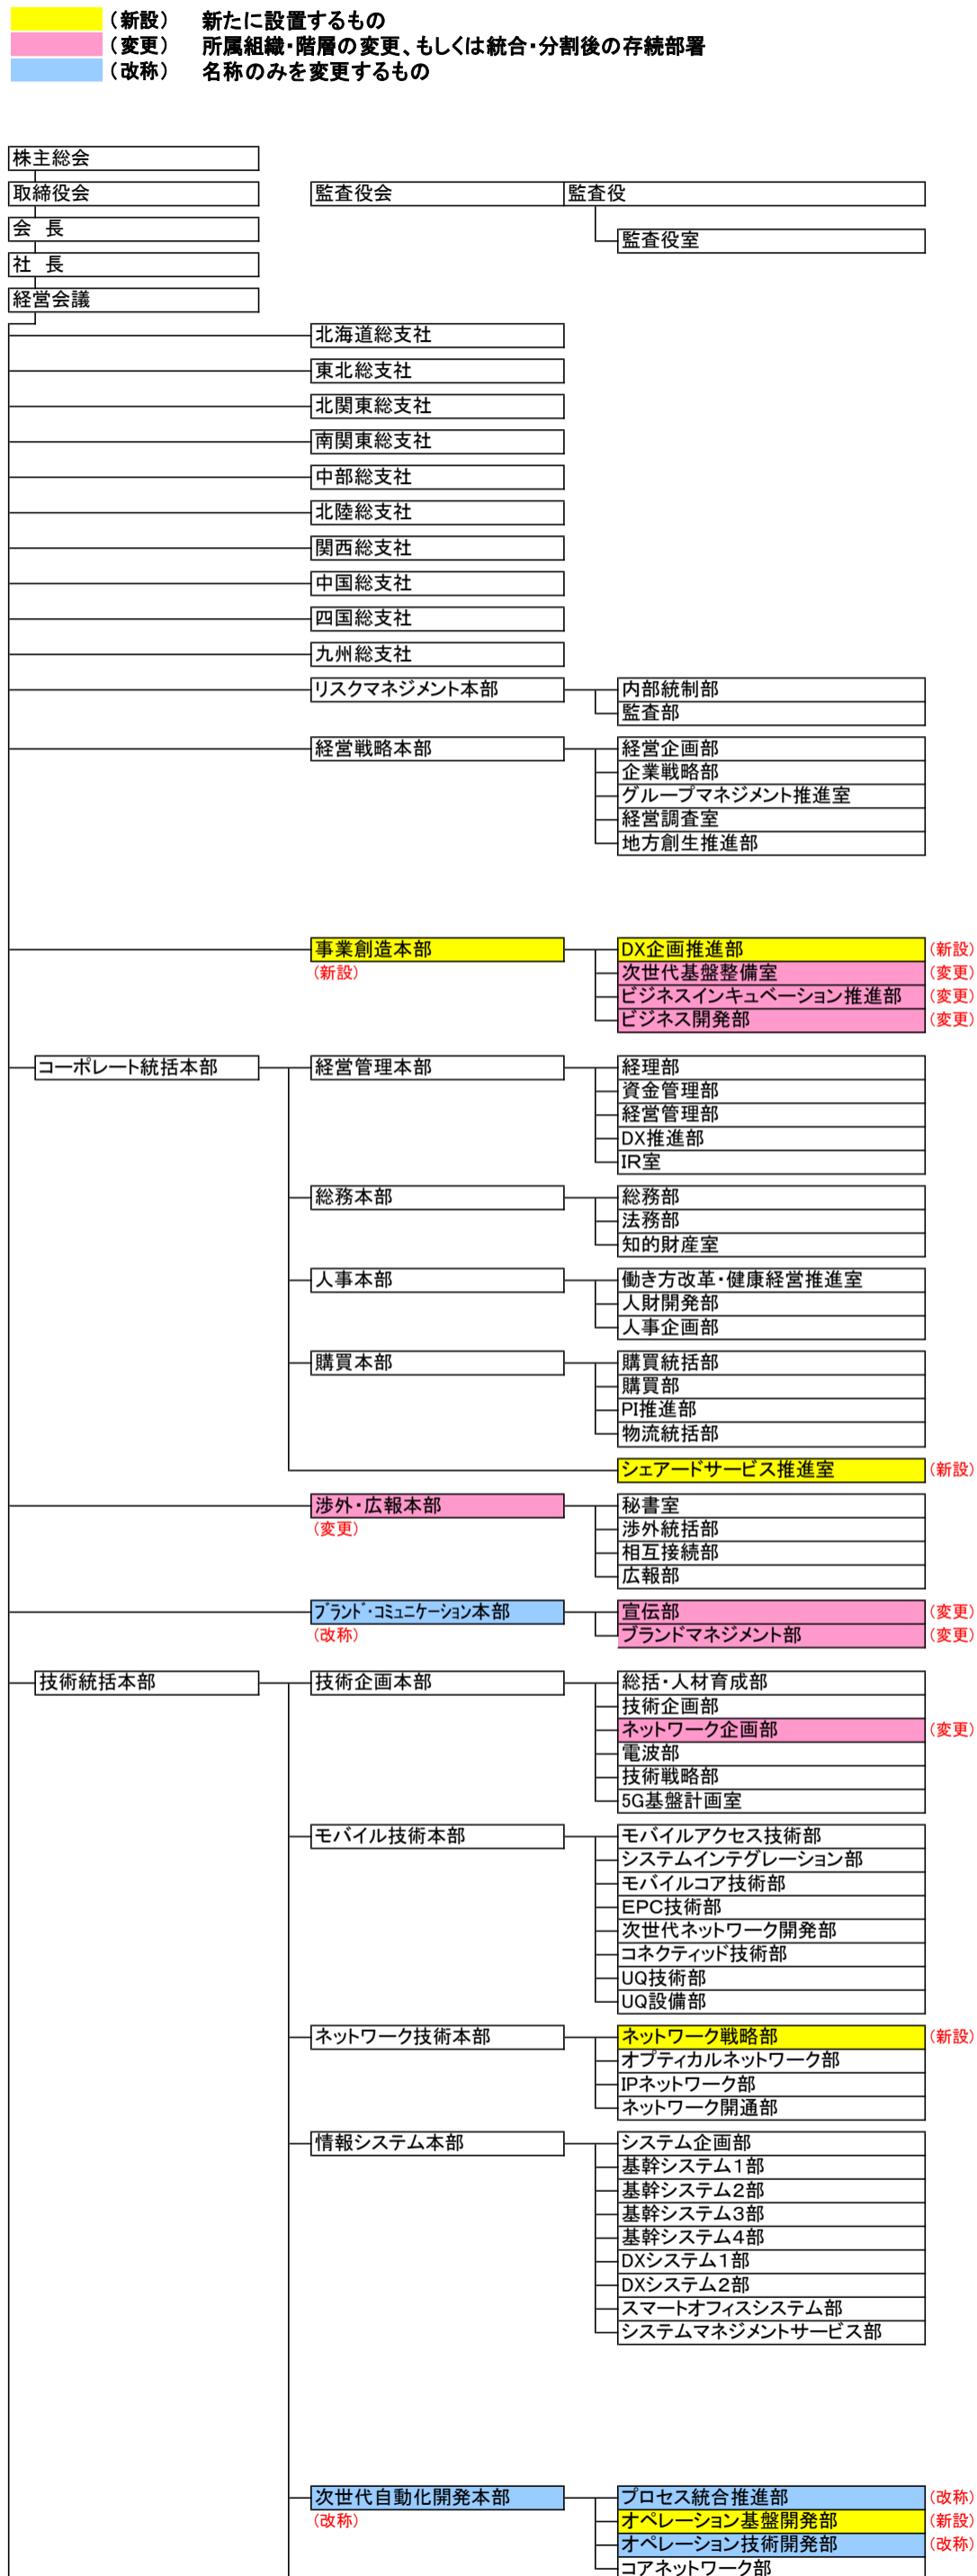 （新設） 新たに設置するもの
（変更） 所属組織・階層の変更、もしくは統合・分割後の存続部署
（改称） 名称のみを変更するもの
株主総会
取締役会 監査役会 監査役
会 長
監査役室
社 長
経営会議
北海道総支社
東北総支社
北関東総支社
南関東総支社
中部総支社
北陸総支社
関西総支社
中国総支社
四国総支社
九州総支社
リスクマネジメント本部 内部統制部
監査部
経営戦略本部 経営企画部
企業戦略部
グループマネジメント推進室
経営調査室
地方創生推進部
事業創造本部 DX企画推進部 （新設）
（新設） 次世代基盤整備室 （変更）
ビジネスインキュベーション推進部 （変更）
ビジネス開発部 （変更）
コーポレート統括本部 経営管理本部 経理部
資金管理部
経営管理部
DX推進部
IR室
総務本部 総務部
法務部
知的財産室
人事本部 働き方改革・健康経営推進室
人財開発部
人事企画部
購買本部 購買統括部
購買部
PI推進部
物流統括部
シェアードサービス推進室 （新設）
渉外・広報本部 秘書室
（変更） 渉外統括部
相互接続部
広報部
ブランド・コミュニケーション本部 宣伝部 （変更）
（改称） ブランドマネジメント部 （変更）
技術統括本部 技術企画本部 総括・人材育成部
技術企画部
ネットワーク企画部 （変更）
電波部
技術戦略部
5G基盤計画室
モバイル技術本部 モバイルアクセス技術部
システムインテグレーション部
モバイルコア技術部
EPC技術部
次世代ネットワーク開発部
コネクティッド技術部
UQ技術部
UQ設備部
ネットワーク技術本部 ネットワーク戦略部 （新設）
オプティカルネットワーク部
IPネットワーク部
ネットワーク開通部
情報システム本部 システム企画部
基幹システム1部
基幹システム2部
基幹システム3部
基幹システム4部
DXシステム1部
DXシステム2部
スマートオフィスシステム部
システムマネジメントサービス部
次世代自動化開発本部 プロセス統合推進部 （改称）
（改称） オペレーション基盤開発部 （新設）
オペレーション技術開発部 （改称）
コアネットワーク部